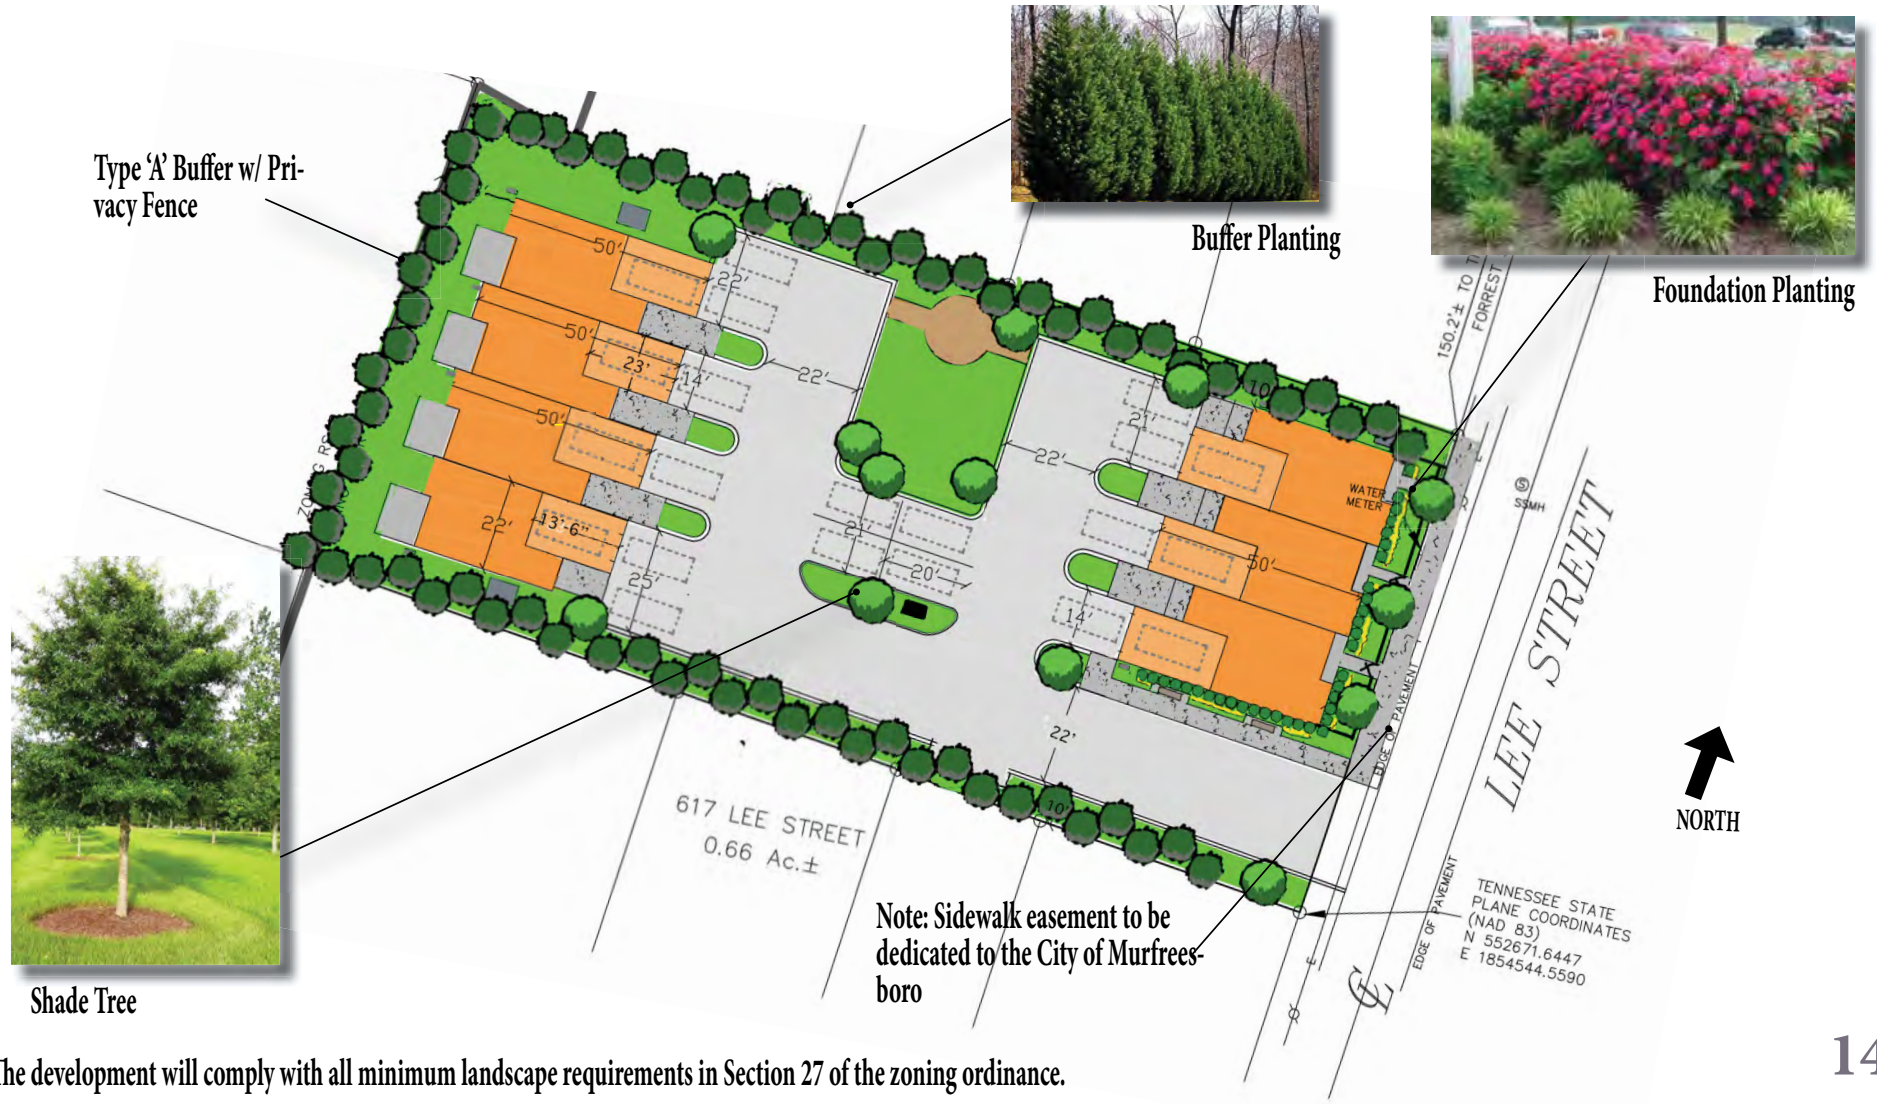 Type ‘A’ Buffer w/ Pri-
vacy Fence
Buffer Planting
Foundation Planting
150.2'± TO T
FORREST
50'
22'
50'
23'
14'
22'
50'
22'
13'-6"
25'
21'
22'
10
21
20'
WATER
METER
50'
14'
22'
10'
SSMH
S
LEE STREET
EDGE OF PAVEMENT
EDGE OF PAVEMENT
617 LEE STREET
0.66 Ac.±
NORTH
TENNESSEE STATE
PLANE COORDINATES
(NAD 83)
N 552671.6447
E 1854544.5590
Note: Sidewalk easement to be
dedicated to the City of Murfrees-
boro
E
Shade Tree
The development will comply with all minimum landscape requirements in Section 27 of the zoning ordinance.
14